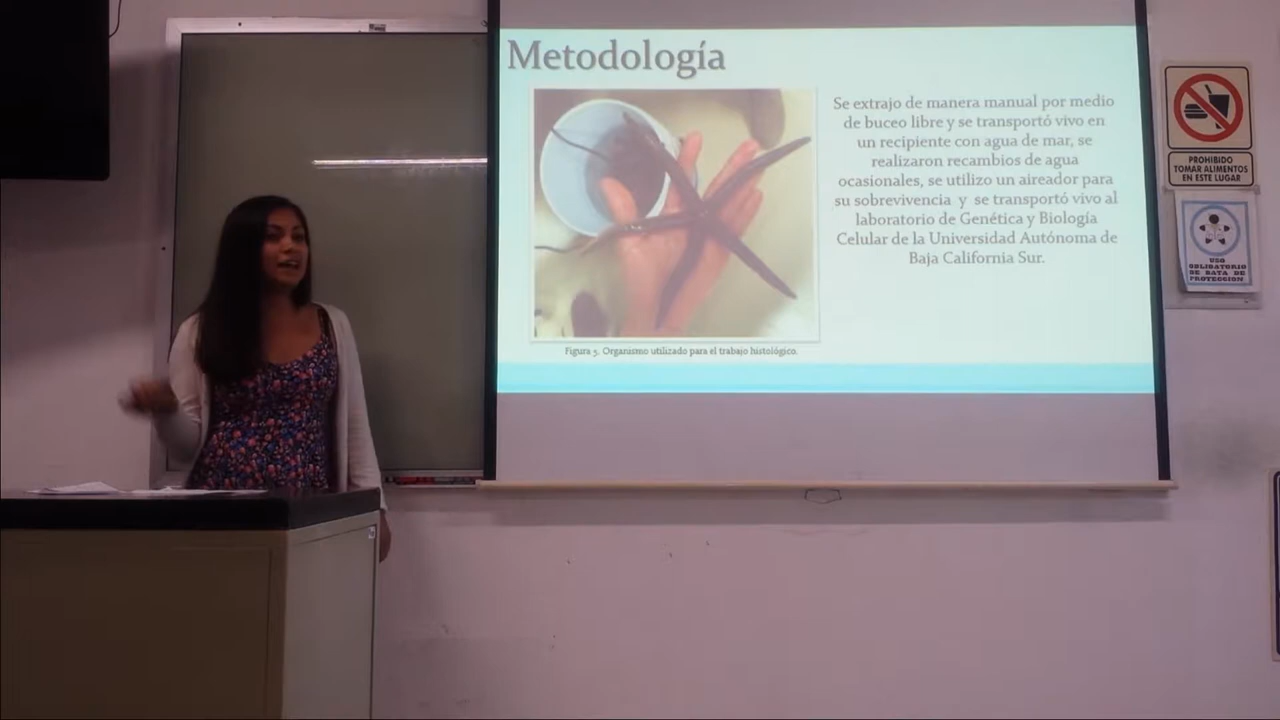 Metodología
Se extrajo de manera manual por medio
de buceo libre y se transportó vivo en
un recipiente con agua de mar, se
realizaron recambios de agua
ocasionales, se utilizo un aireador para
su sobrevivencia y se transportó vivo al
laboratorio de Genética y Biología
Celular de la Universidad Autónoma de
Baja California Sur.
Figura 5. Organismo utilizado para el trabajo histológico.
PROHIBIDO
TOMAR ALIMENTOS
EN ESTE LUGAR
USO
OBLIGATORIO
DE BATA DE
PROTECCION